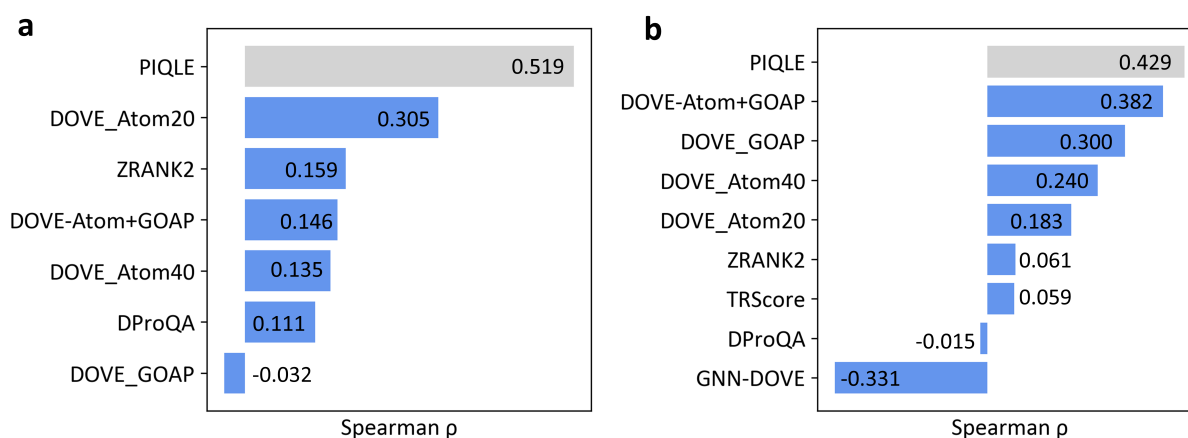 a
PIQLE 0.519
DOVE_Atom20 0.305
ZRANK2 0.159
DOVE-Atom+GOAP 0.146
DOVE_Atom40 0.135
DProQA 0.111
DOVE_GOAP -0.032
Spearman ρ
b
PIQLE 0.429
DOVE-Atom+GOAP 0.382
DOVE_GOAP 0.300
DOVE_Atom40 0.240
DOVE_Atom20 0.183
ZRANK2 0.061
TRScore 0.059
DProQA -0.015
GNN-DOVE -0.331
Spearman ρ